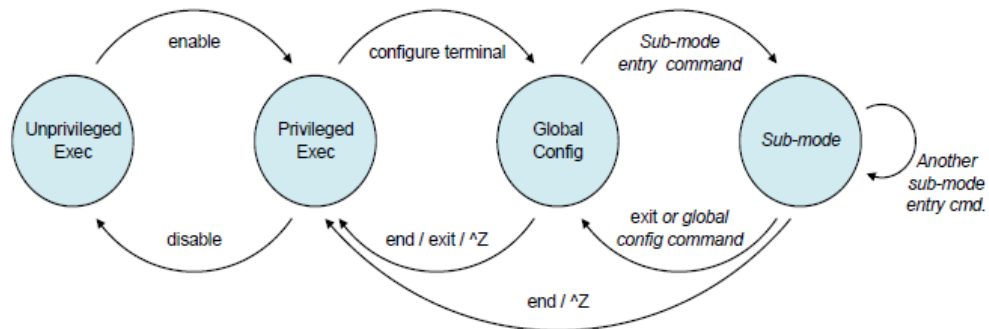 enable
configure terminal
Sub-mode
entry command
Unprivileged
Exec
Privileged
Exec
Global
Config
Sub-mode
Another
sub-mode
entry cmd.
disable
end / exit / ^Z
exit or global
config command
end / ^Z